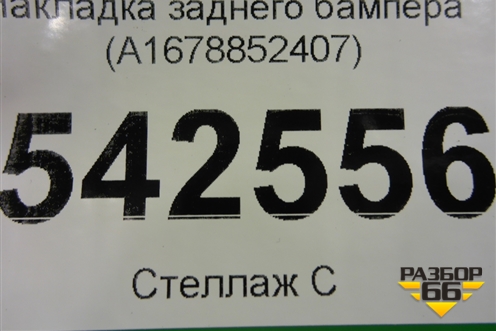 Накладка заднего бампера
(A1678852407)
542556
Стеллаж С
РАЗБОР
66